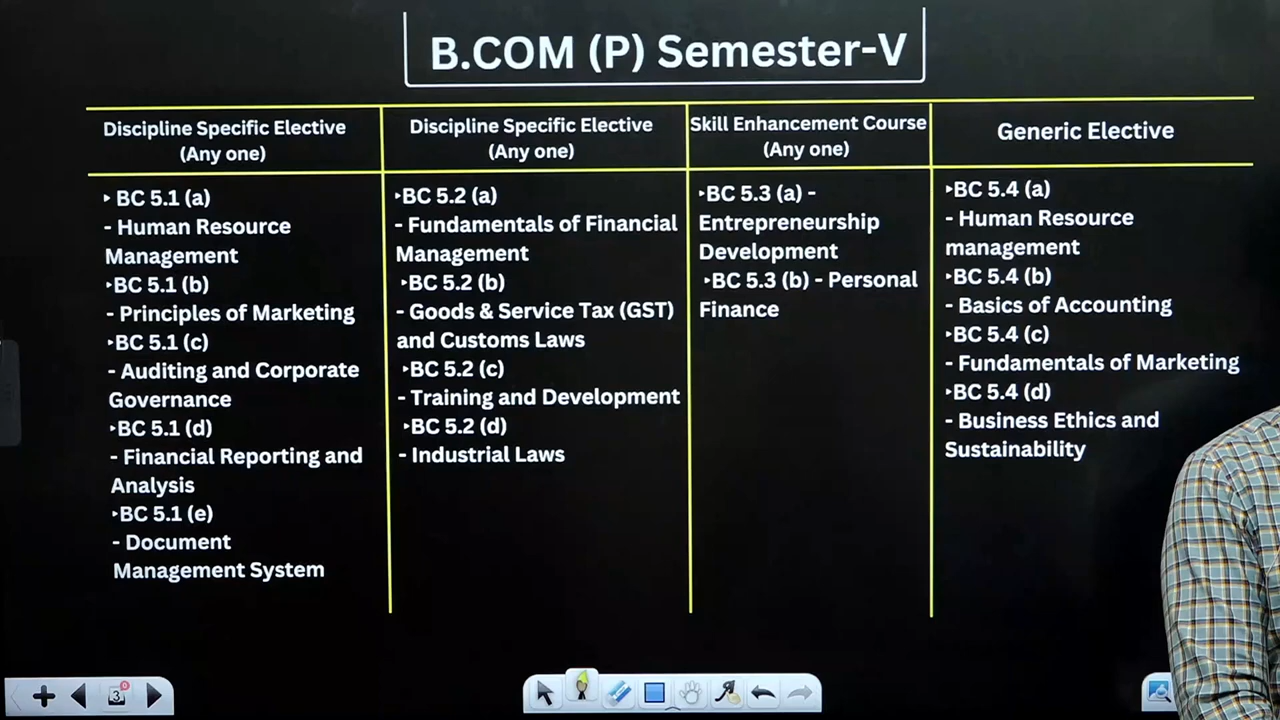 B.COM (P) Semester-V
Discipline Specific Elective
(Any one)
‣ BC 5.1 (a)
- Human Resource
Management
‣BC 5.1 (b)
- Principles of Marketing
‣BC 5.1 (c)
- Auditing and Corporate
Governance
‣BC 5.1 (d)
- Financial Reporting and
Analysis
‣BC 5.1 (e)
- Document
Management System
Discipline Specific Elective
(Any one)
‣BC 5.2 (a)
- Fundamentals of Financial
Management
‣BC 5.2 (b)
- Goods & Service Tax (GST)
and Customs Laws
‣BC 5.2 (c)
- Training and Development
‣BC 5.2 (d)
- Industrial Laws
Skill Enhancement Course
(Any one)
‣BC 5.3 (a) -
Entrepreneurship
Development
‣BC 5.3 (b) - Personal
Finance
Generic Elective
‣BC 5.4 (a)
- Human Resource
management
‣BC 5.4 (b)
- Basics of Accounting
‣BC 5.4 (c)
- Fundamentals of Marketing
‣BC 5.4 (d)
- Business Ethics and
Sustainability
3